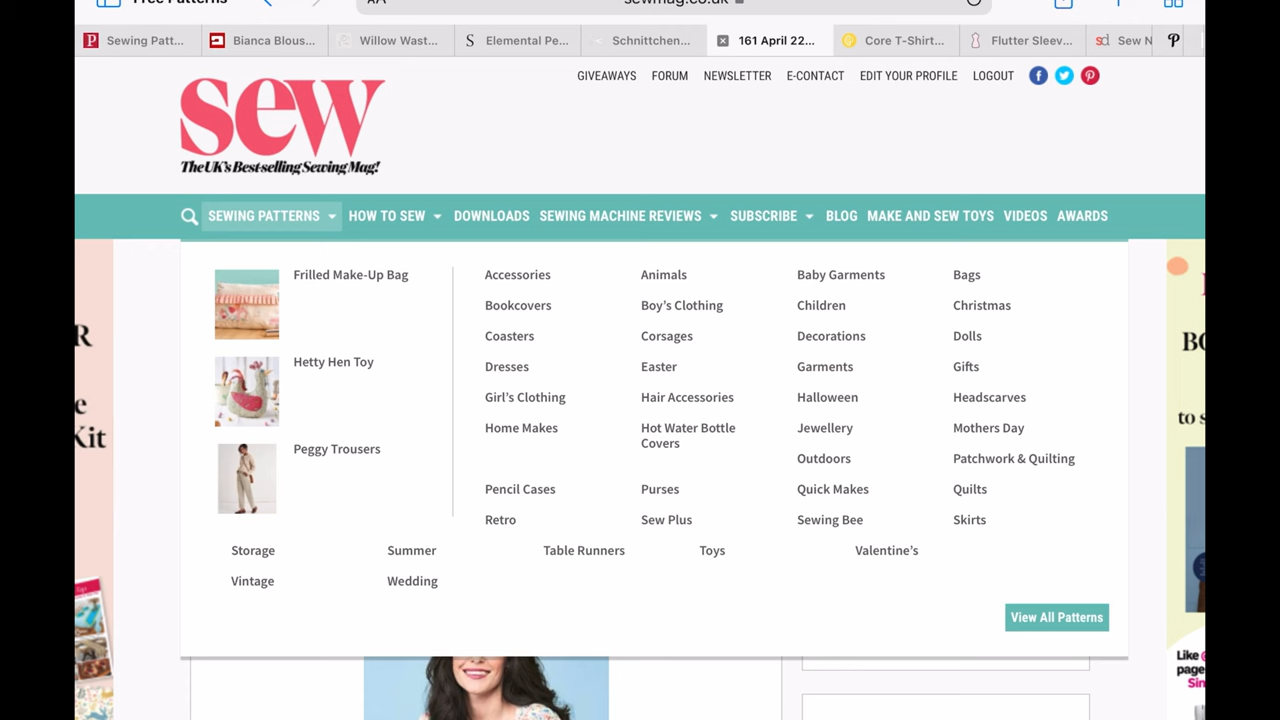 Free Patterns
AA
sewmag.co.uk
Sewing Patt...
Bianca Blous...
Willow Wast...
Elemental Pe...
Schnittchen...
161 April 22...
Core T-Shirt...
Flutter Sleev...
Sew N
GIVEAWAYS FORUM NEWSLETTER E-CONTACT EDIT YOUR PROFILE LOGOUT
sew
The UK's Best-selling Sewing Mag!
SEWING PATTERNS HOW TO SEW DOWNLOADS SEWING MACHINE REVIEWS SUBSCRIBE BLOG MAKE AND SEW TOYS VIDEOS AWARDS
Frilled Make-Up Bag
Hetty Hen Toy
Peggy Trousers
Accessories Animals Baby Garments Bags
Bookcovers Boy's Clothing Children Christmas
Coasters Corsages Decorations Dolls
Dresses Easter Garments Gifts
Girl's Clothing Hair Accessories Halloween Headscarves
Home Makes Hot Water Bottle Jewellery Mothers Day
Covers
Outdoors Patchwork & Quilting
Pencil Cases Purses Quick Makes Quilts
Retro Sew Plus Sewing Bee Skirts
Storage Summer Table Runners Toys Valentine's
Vintage Wedding
View All Patterns
R
e
Kit
BO
to s
Like
page
Sin